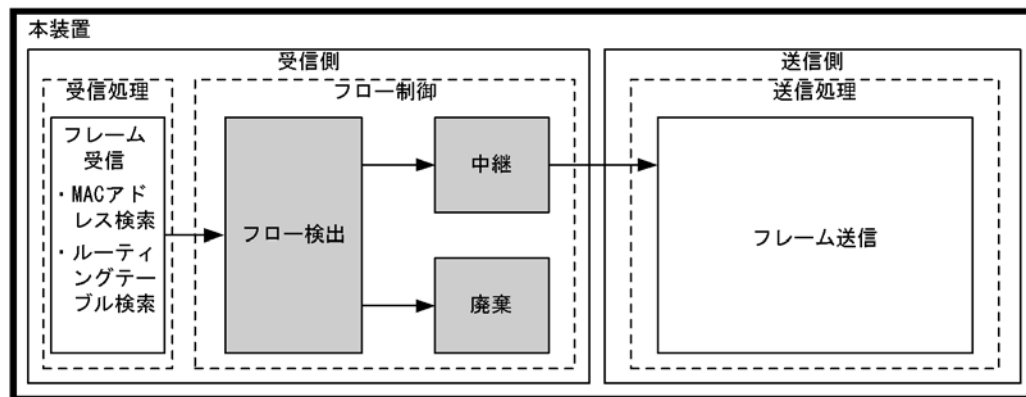 本装置
受信側
送信側
受信処理
フロー制御
送信処理
フレーム
受信
・MACアド
レス検索
・ルーティ
ングテー
ブル検索
フロー検出
中継
廃棄
フレーム送信